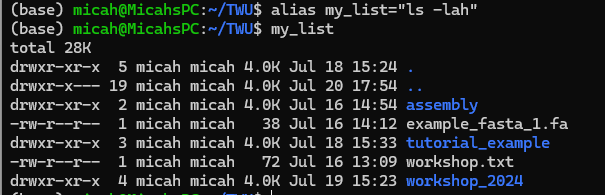 (base) micah@MicahsPC:~/TWU$ alias my_list="ls -lah"
(base) micah@MicahsPC:~/TWU$ my_list
total 28K
drwxr-xr-x  5 micah micah 4.0K Jul 18 15:24 .
drwxr-x--- 19 micah micah 4.0K Jul 20 17:54 ..
drwxr-xr-x  2 micah micah 4.0K Jul 16 14:54 assembly
-rw-r--r--  1 micah micah   38 Jul 16 14:12 example_fasta_1.fa
drwxr-xr-x  3 micah micah 4.0K Jul 18 15:33 tutorial_example
-rw-r--r--  1 micah micah   72 Jul 16 13:09 workshop.txt
drwxr-xr-x  4 micah micah 4.0K Jul 19 15:23 workshop_2024
(base) micah@MicahsPC:~/TWU$